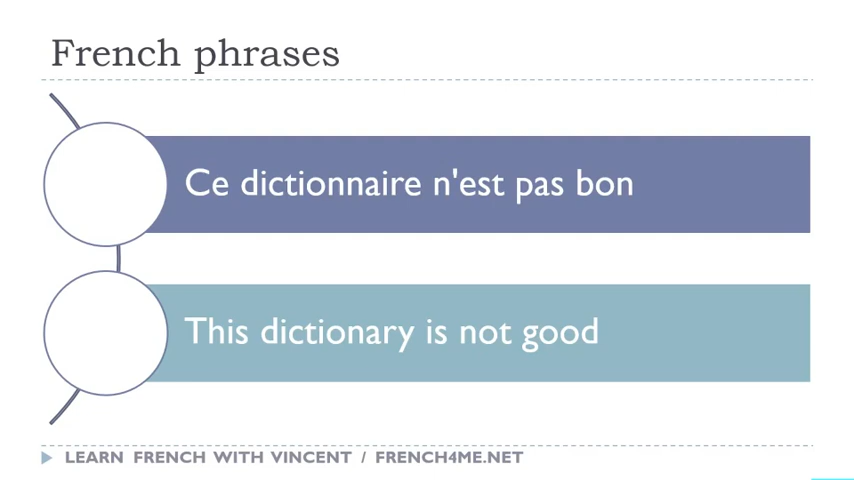 French phrases
Ce dictionnaire n'est pas bon
This dictionary is not good
LEARN FRENCH WITH VINCENT / FRENCH4ME.NET